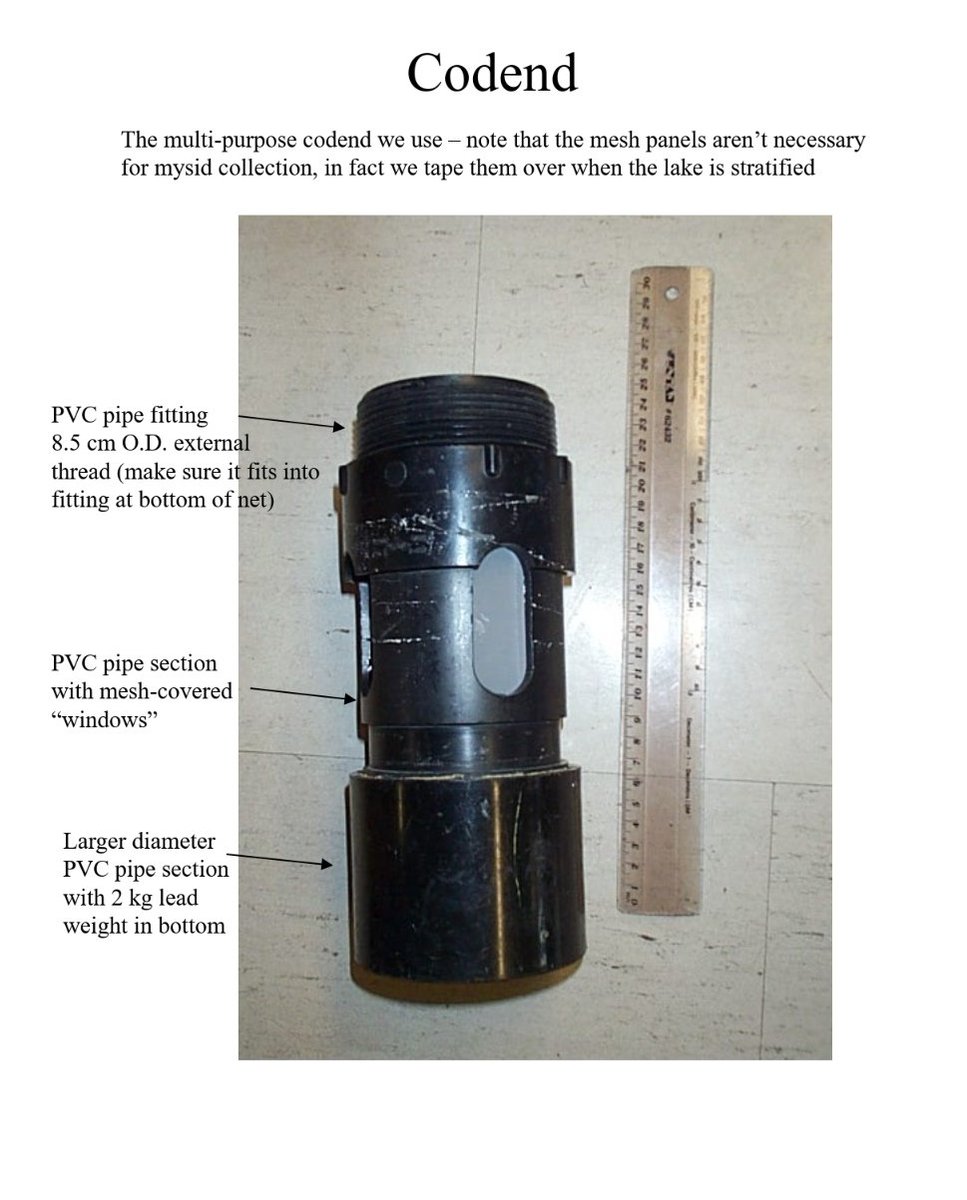 Codend
The multi-purpose codend we use – note that the mesh panels aren’t necessary
for mysid collection, in fact we tape them over when the lake is stratified
PVC pipe fitting
8.5 cm O.D. external
thread (make sure it fits into
fitting at bottom of net)
PVC pipe section
with mesh-covered
“windows”
Larger diameter
PVC pipe section
with 2 kg lead
weight in bottom